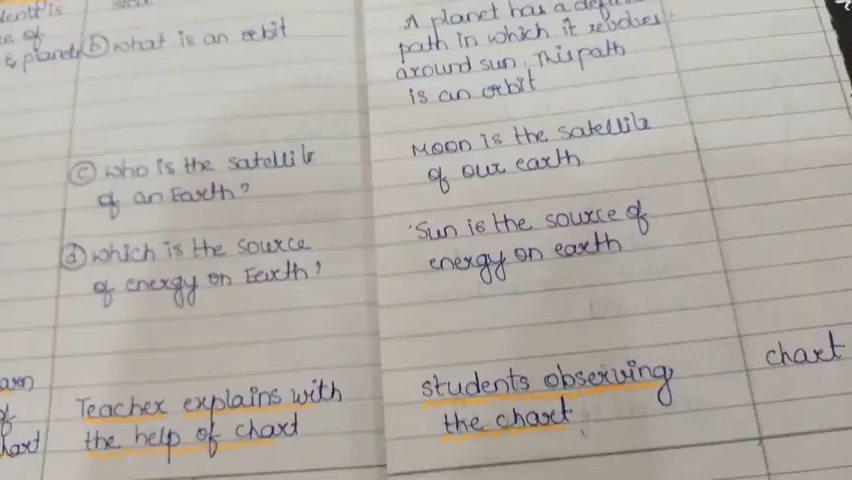 planets
(b) what is an orbit
(c) who is the satellite
of an Earth?
(d) which is the source
of energy on Earth?
Teacher explains with
the help of chart
A planet has a
path in which it revolves
around sun. This path
is an orbit
Moon is the satellite
of our earth
Sun is the source of
energy on earth
students observing
the chart.
chart